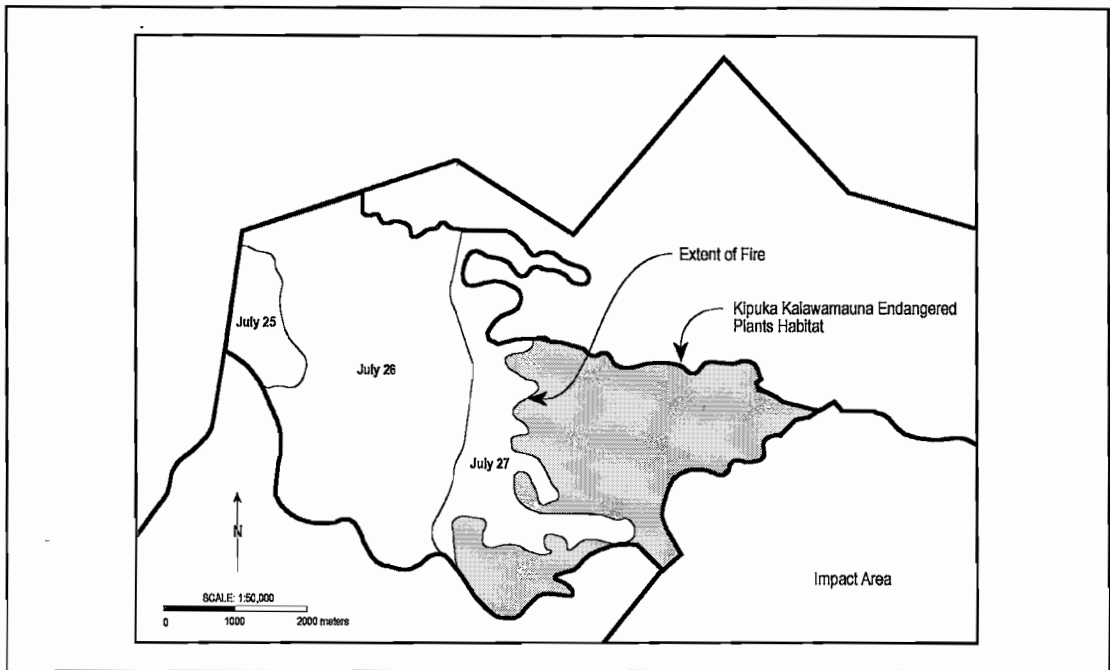 Extent of Fire
Kipuka Kalawamauna Endangered
Plants Habitat
July 25
July 26
July 27
N
Impact Area
SCALE: 1:50,000
0 1000 2000 meters